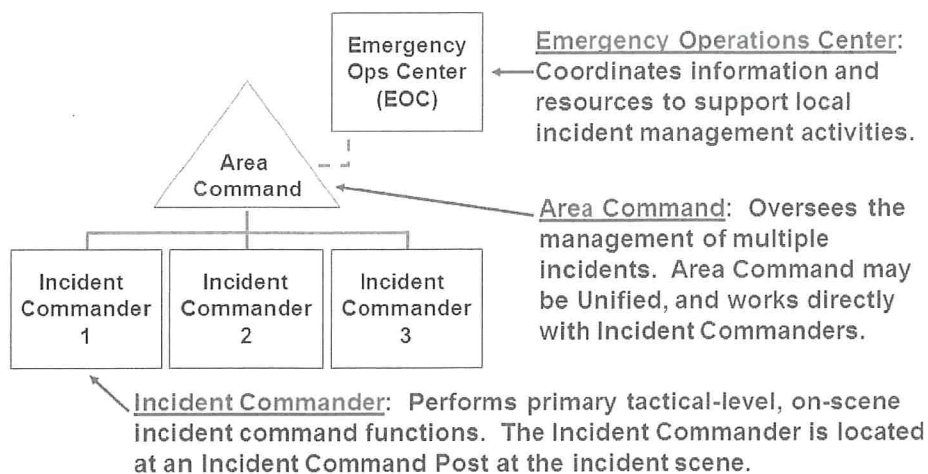 Emergency
Ops Center
(EOC)
Emergency Operations Center:
Coordinates information and
resources to support local
incident management activities.
Area
Command
Area Command:  Oversees the
management of multiple
incidents.  Area Command may
be Unified, and works directly
with Incident Commanders.
Incident
Commander
1
Incident
Commander
2
Incident
Commander
3
Incident Commander:  Performs primary tactical-level, on-scene
incident command functions.  The Incident Commander is located
at an Incident Command Post at the incident scene.